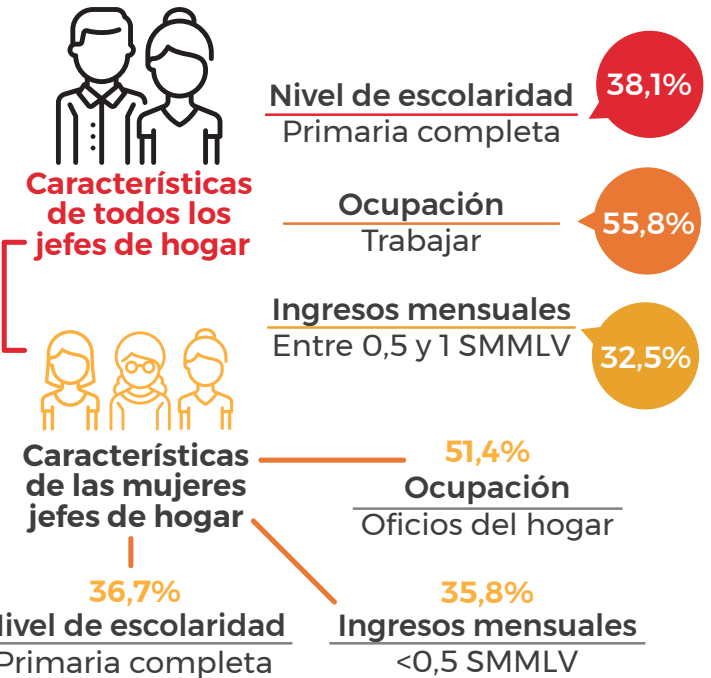 Nivel de escolaridad
Primaria completa
38,1%
Características
de todos los
jefes de hogar
Ocupación
Trabajar
55,8%
Ingresos mensuales
Entre 0,5 y 1 SMMLV
32,5%
Características
de las mujeres
jefes de hogar
51,4%
Ocupación
Oficios del hogar
36,7%
Nivel de escolaridad
Primaria completa
35,8%
Ingresos mensuales
<0,5 SMMLV